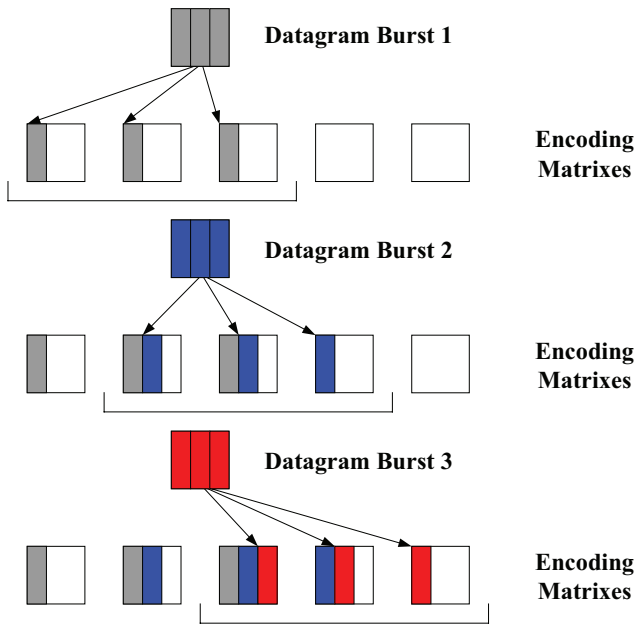 Datagram Burst 1
Encoding
Matrixes
Datagram Burst 2
Encoding
Matrixes
Datagram Burst 3
Encoding
Matrixes